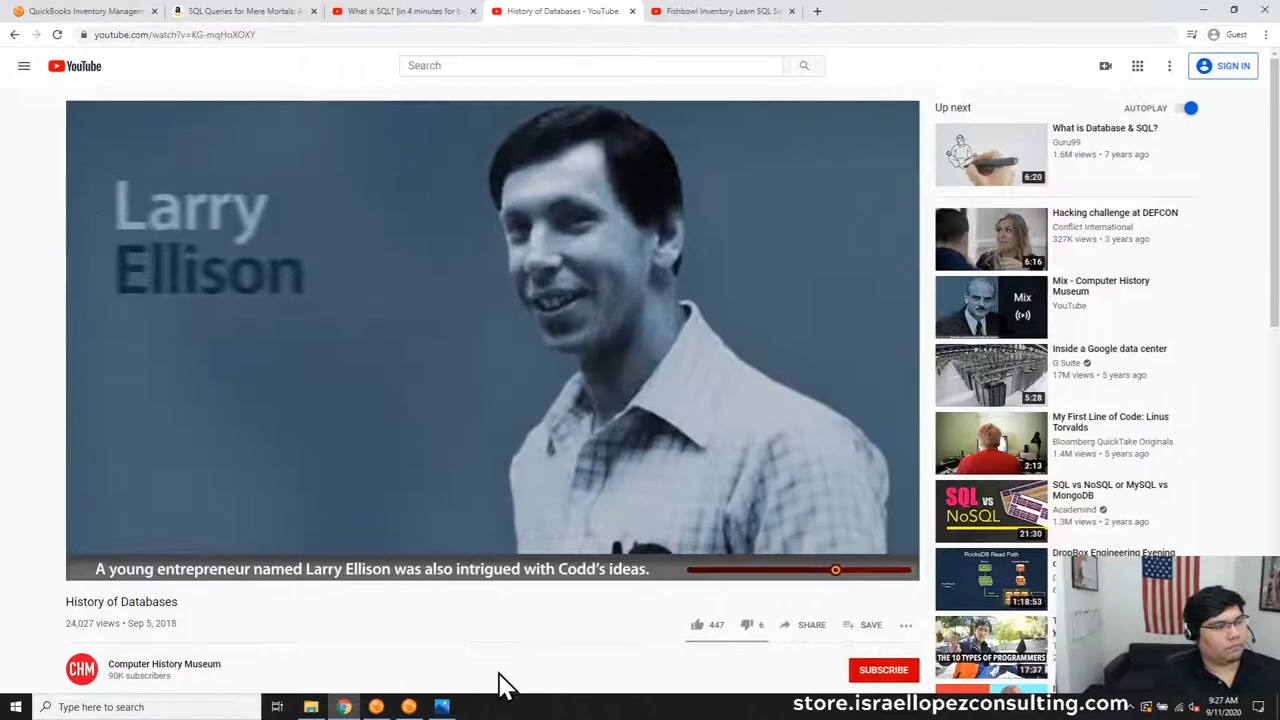 QuickBooks Inventory Managem
SQL Queries for Mere Mortals: A
What is SQL? [in 4 minutes for b
History of Databases - YouTube
Fishbowl Inventory Learn SQL Se
youtube.com/watch?v=KG-mqHoXOXY
Guest
YouTube
Search
SIGN IN
Larry
Ellison
A young entrepreneur named Larry Ellison was also intrigued with Codd's ideas.
History of Databases
24,027 views • Sep 5, 2018
447
6
SHARE
SAVE
CHM
Computer History Museum
90K subscribers
SUBSCRIBE
Up next
AUTOPLAY
What is Database & SQL?
Guru99
1.6M views • 7 years ago
6:20
Hacking challenge at DEFCON
Conflict International
327K views • 3 years ago
6:16
Mix - Computer History
Museum
YouTube
Mix
Inside a Google data center
G Suite
17M views • 5 years ago
5:28
My First Line of Code: Linus
Torvalds
Bloomberg QuickTake Originals
1.4M views • 5 years ago
2:13
SQL vs NoSQL or MySQL vs
MongoDB
Academind
1.3M views • 2 years ago
SQL VS
NoSQL
21:30
DropBox Engineering Evening
RocksDB Read Path
1:18:53
THE 10 TYPES OF PROGRAMMERS
17:37
store.israellopezconsulting.com
Type here to search
9:27 AM
9/11/2020